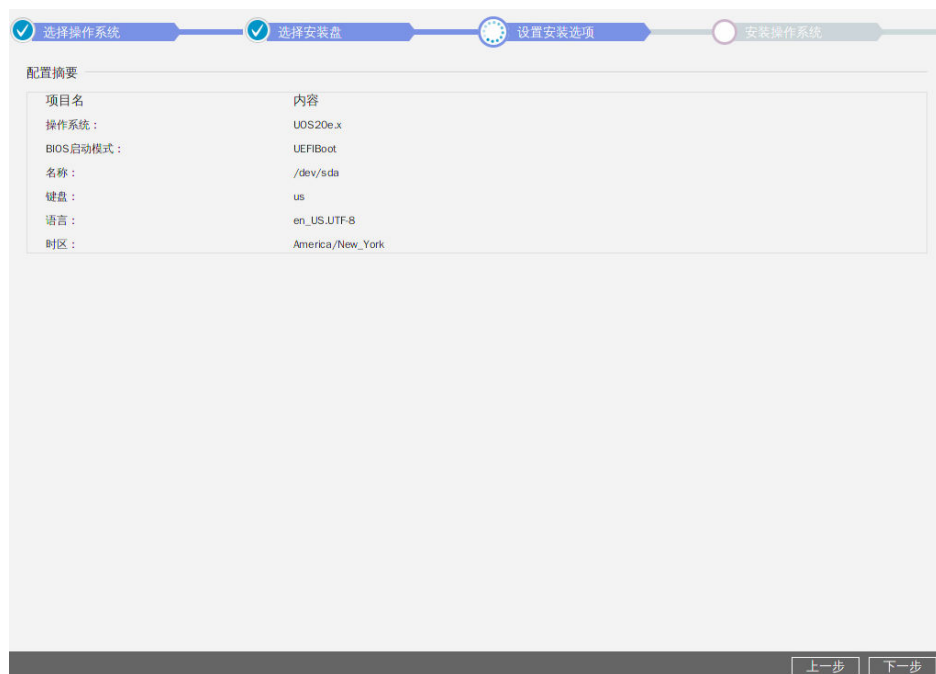 选择操作系统 选择安装盘 设置安装选项 安装操作系统
配置摘要
项目名 内容
操作系统： UOS20e.x
BIOS启动模式： UEFIBoot
名称： /dev/sda
键盘： us
语言： en_US.UTF-8
时区： America/New_York
上一步 下一步